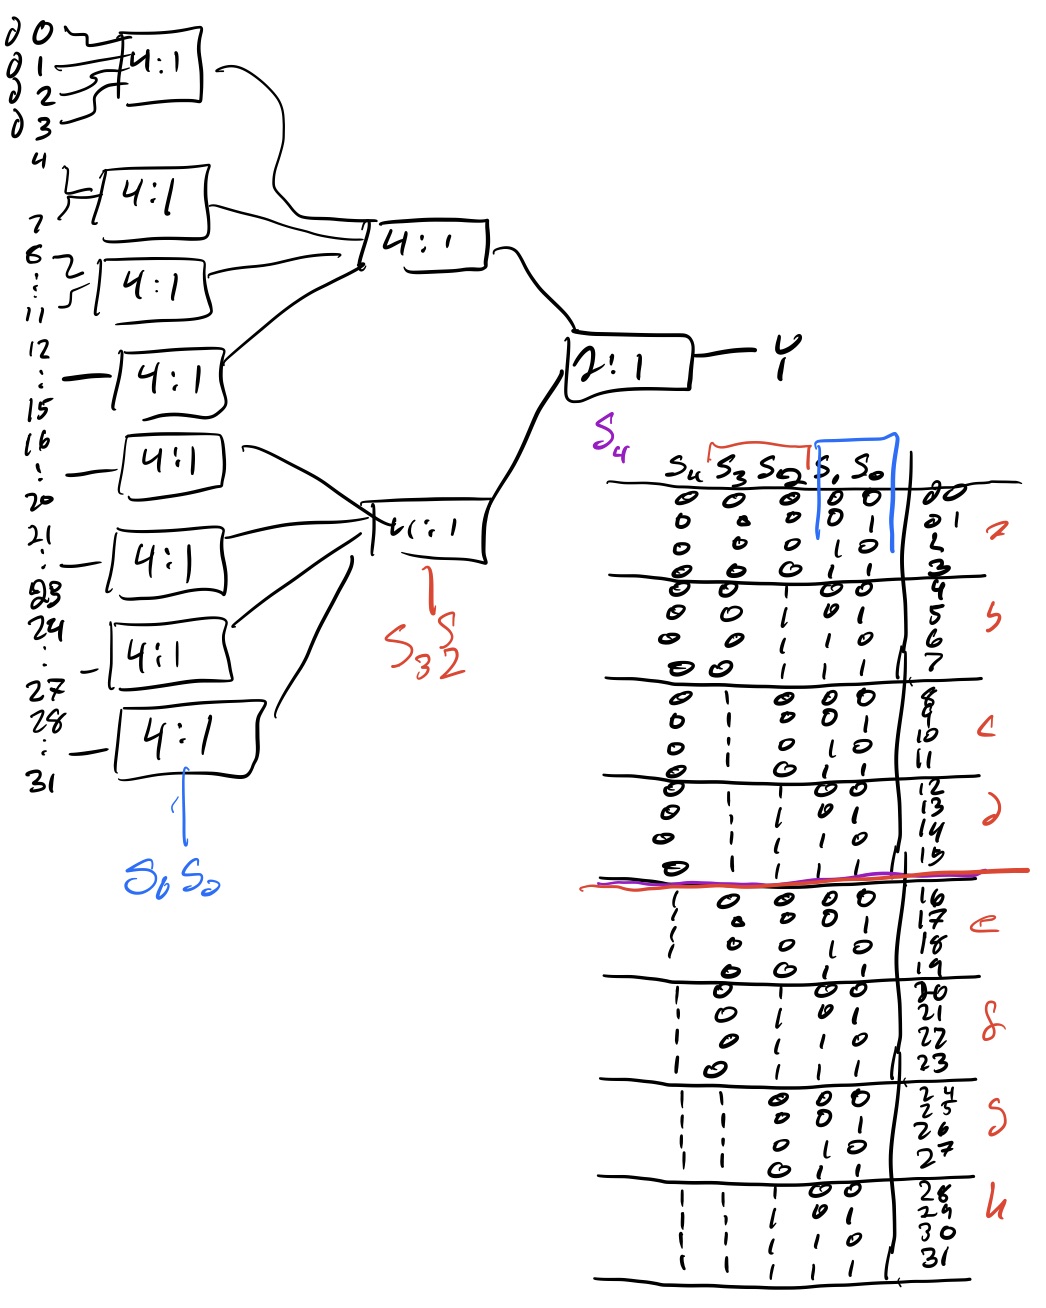 d 0
d 1
d 2
d 3
4:1
4
7
4:1
8
:
11
4:1
12
:
15
4:1
16
:
20
4:1
21
:
23
4:1
24
:
27
4:1
28
:
31
4:1
S1 S0
4:1
4:1
S3 S2
2:1
Y
S4
S4 S3 S2 S1 S0
0 0 0 0 0 d0
0 0 0 0 1 d1
0 0 0 1 0 2
0 0 0 1 1 3
a
0 0 1 0 0 4
0 0 1 0 1 5
0 0 1 1 0 6
0 0 1 1 1 7
b
0 1 0 0 0 8
0 1 0 0 1 9
0 1 0 1 0 10
0 1 0 1 1 11
c
0 1 1 0 0 12
0 1 1 0 1 13
0 1 1 1 0 14
0 1 1 1 1 15
d
1 0 0 0 0 16
1 0 0 0 1 17
1 0 0 1 0 18
1 0 0 1 1 19
e
1 0 1 0 0 20
1 0 1 0 1 21
1 0 1 1 0 22
1 0 1 1 1 23
f
1 1 0 0 0 24
1 1 0 0 1 25
1 1 0 1 0 26
1 1 0 1 1 27
g
1 1 1 0 0 28
1 1 1 0 1 29
1 1 1 1 0 30
1 1 1 1 1 31
h